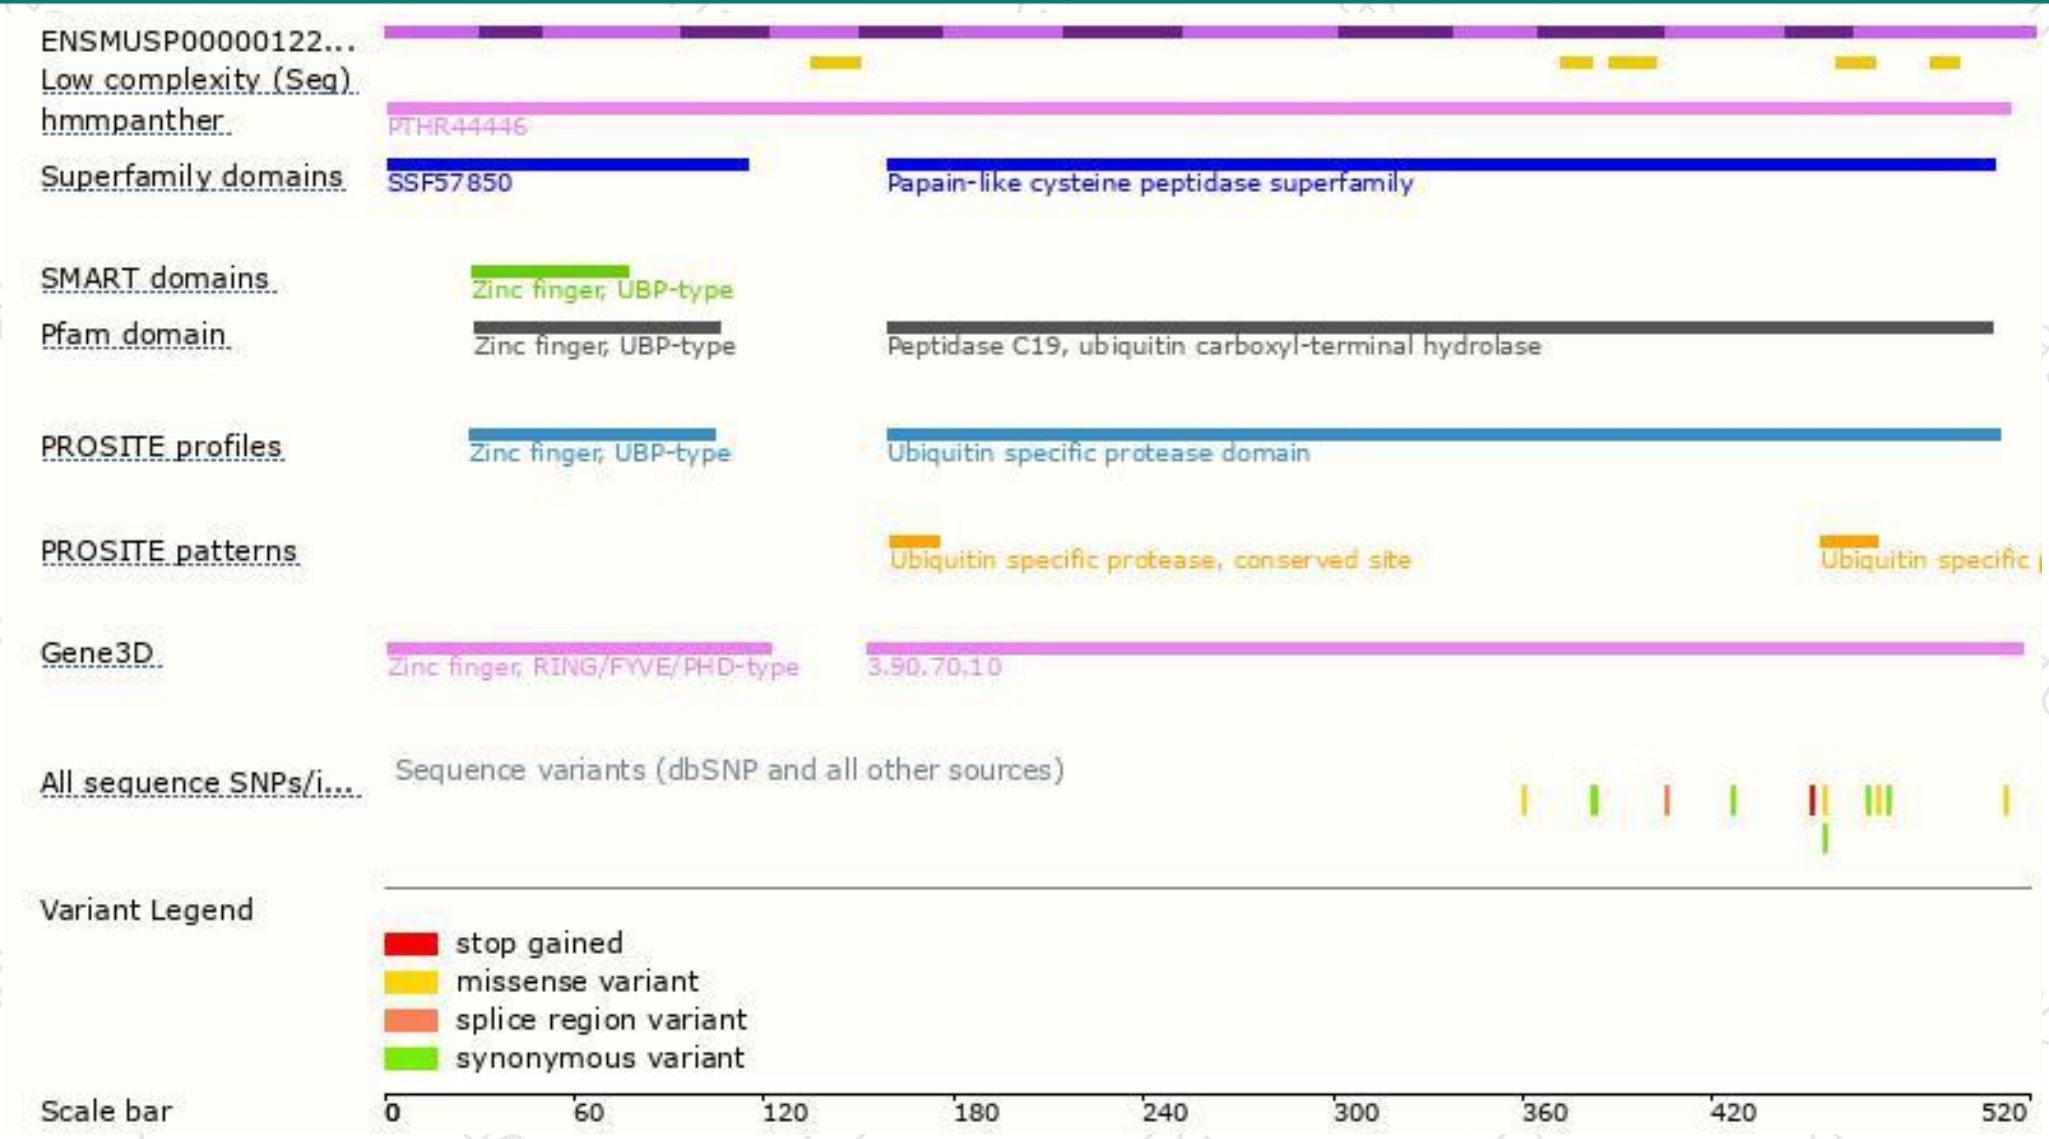 ENSMUSP00000122...
Low complexity (Seg)
hmmpanther
PTHR44446
Superfamily domains
SSF57850 Papain-like cysteine peptidase superfamily
SMART domains
Zinc finger, UBP-type
Pfam domain
Zinc finger, UBP-type Peptidase C19, ubiquitin carboxyl-terminal hydrolase
PROSITE profiles
Zinc finger, UBP-type Ubiquitin specific protease domain
PROSITE patterns
Ubiquitin specific protease, conserved site Ubiquitin specific
Gene3D
Zinc finger, RING/FYVE/PHD-type 3.90.70.10
All sequence SNPs/i... Sequence variants (dbSNP and all other sources)
Variant Legend
stop gained
missense variant
splice region variant
synonymous variant
Scale bar 0 60 120 180 240 300 360 420 520